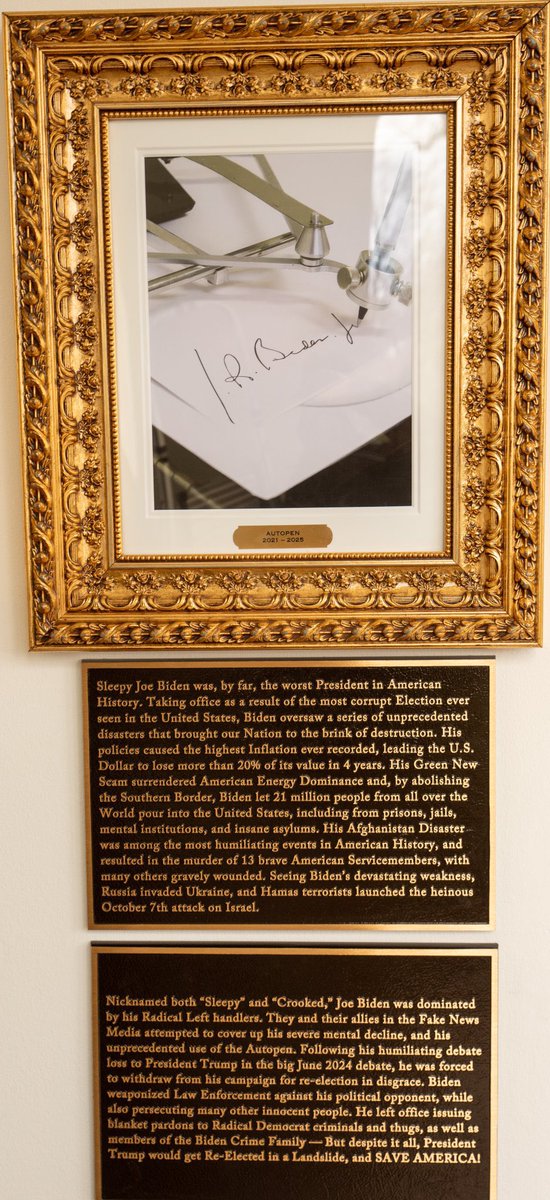 J. R. Biden. Jr
AUTOPEN
2021 – 2025
Sleepy Joe Biden was, by far, the worst President in American
History. Taking office as a result of the most corrupt Election ever
seen in the United States, Biden oversaw a series of unprecedented
disasters that brought our Nation to the brink of destruction. His
policies caused the highest Inflation ever recorded, leading the U.S.
Dollar to lose more than 20% of its value in 4 years. His Green New
Scam surrendered American Energy Dominance and, by abolishing
the Southern Border, Biden let 21 million people from all over the
World pour into the United States, including from prisons, jails,
mental institutions, and insane asylums. His Afghanistan Disaster
was among the most humiliating events in American History, and
resulted in the murder of 13 brave American Servicemembers, with
many others gravely wounded. Seeing Biden's devastating weakness,
Russia invaded Ukraine, and Hamas terrorists launched the heinous
October 7th attack on Israel.
Nicknamed both “Sleepy” and “Crooked,” Joe Biden was dominated
by his Radical Left handlers. They and their allies in the Fake News
Media attempted to cover up his severe mental decline, and his
unprecedented use of the Autopen. Following his humiliating debate
loss to President Trump in the big June 2024 debate, he was forced
to withdraw from his campaign for re-election in disgrace. Biden
weaponized Law Enforcement against his political opponent, while
also persecuting many other innocent people. He left office issuing
blanket pardons to Radical Democrat criminals and thugs, as well as
members of the Biden Crime Family — But despite it all, President
Trump would get Re-Elected in a Landslide, and SAVE AMERICA!